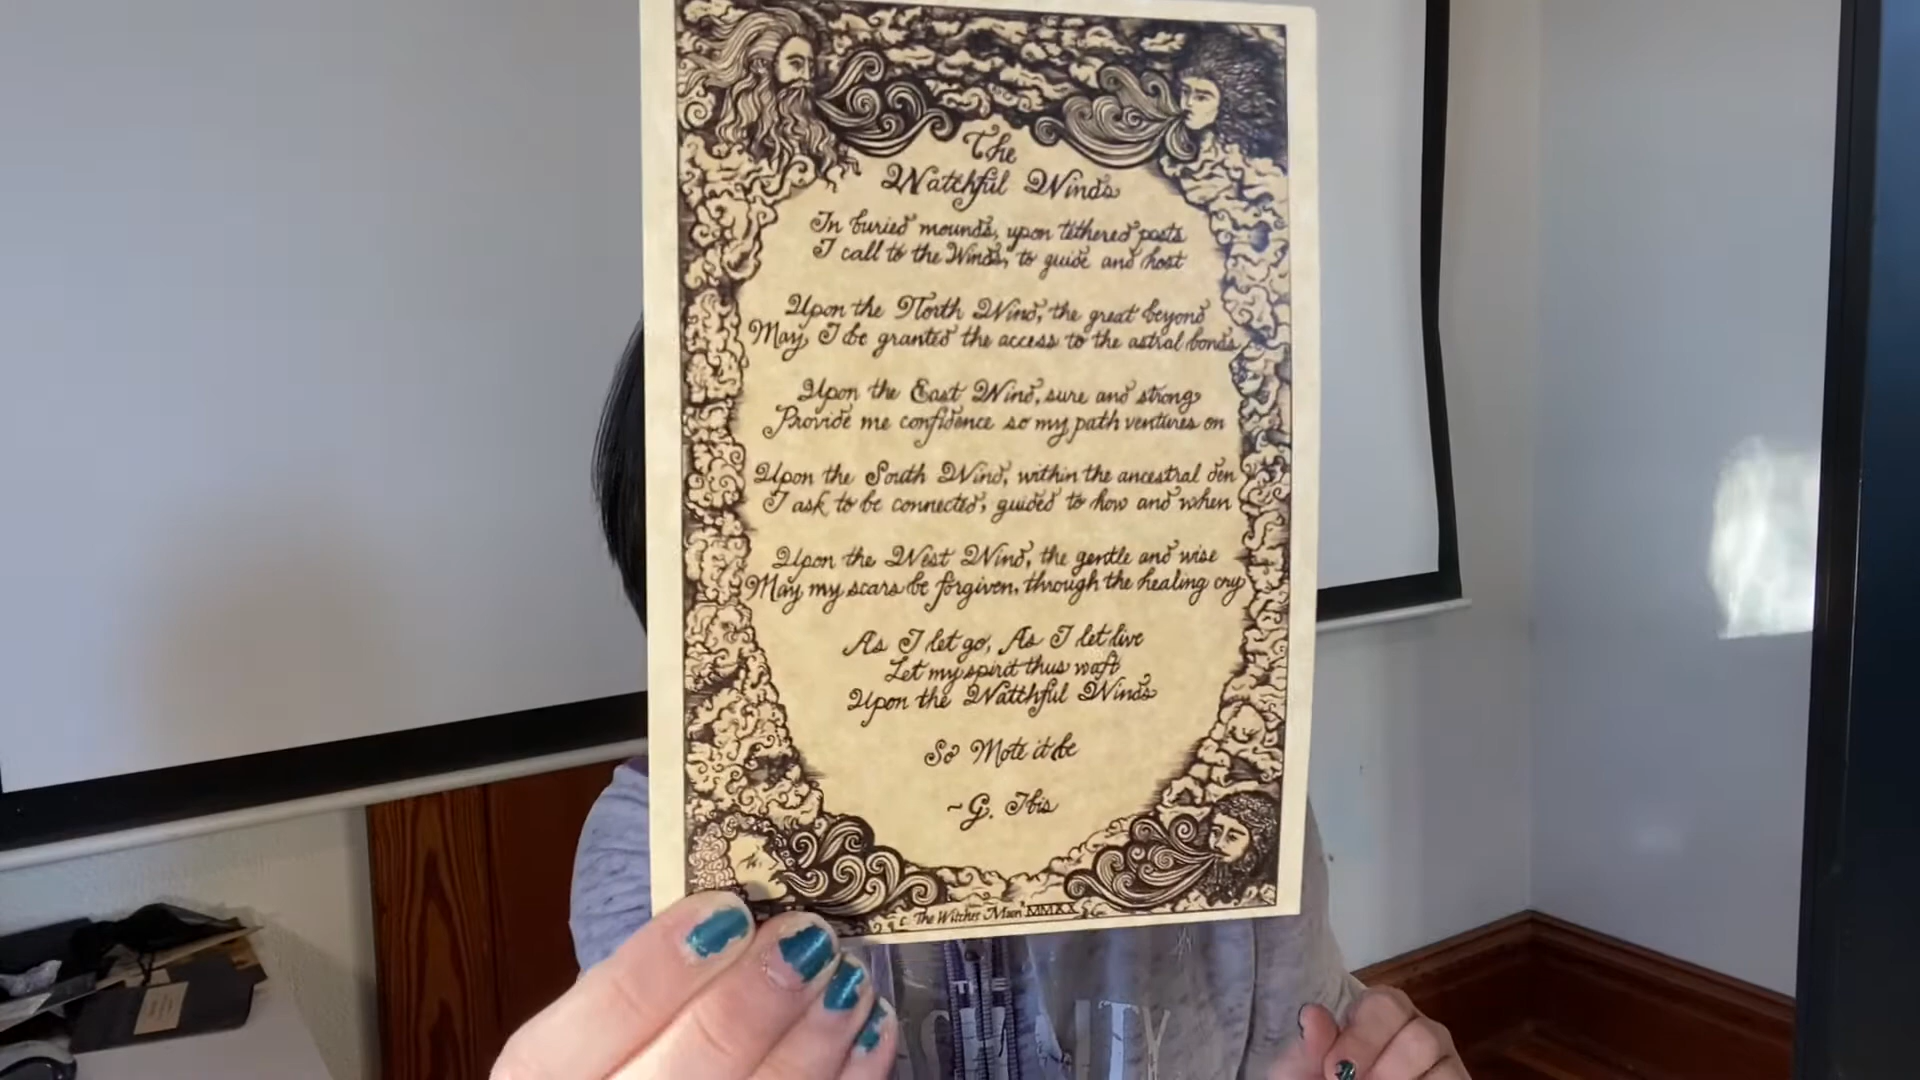 The
Watchful Winds
In buried mounds, upon tethered posts
I call to the Winds, to guide and host
Upon the North Wind, the great beyond
May I be granted the access to the astral bonds
Upon the East Wind, sure and strong
Provide me confidence so my path ventures on
Upon the South Wind, within the ancestral den
I ask to be connected, guided to how and when
Upon the West Wind, the gentle and wise
May my scars be forgiven, through the healing cry
As I let go, As I let live
Let my spirit thus waft
Upon the Watchful Winds
So Mote it be
~G. Ibis
The Witches Moon MMXX
THE